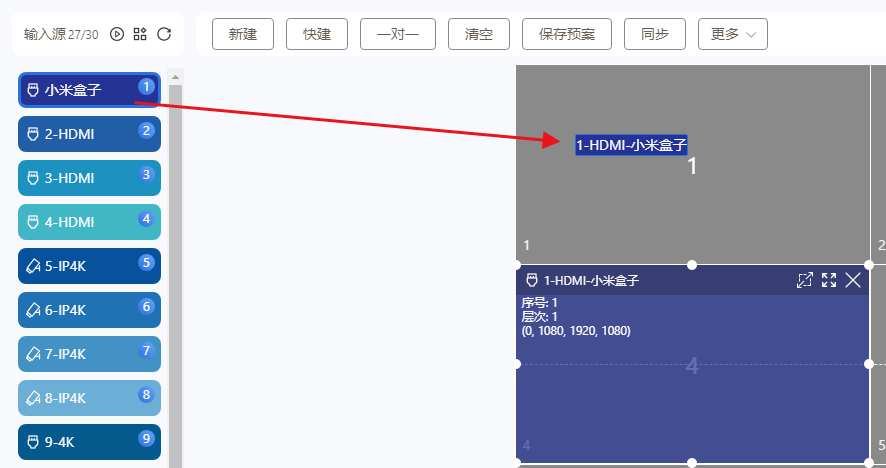 输入源 27/30
新建 快建 一对一 清空 保存预案 同步 更多
小米盒子 1
2-HDMI 2
3-HDMI 3
4-HDMI 4
5-IP4K 5
6-IP4K 6
7-IP4K 7
8-IP4K 8
9-4K 9
1-HDMI-小米盒子
1
1
2
1-HDMI-小米盒子
序号: 1
层次: 1
(0, 1080, 1920, 1080)
4
4
5